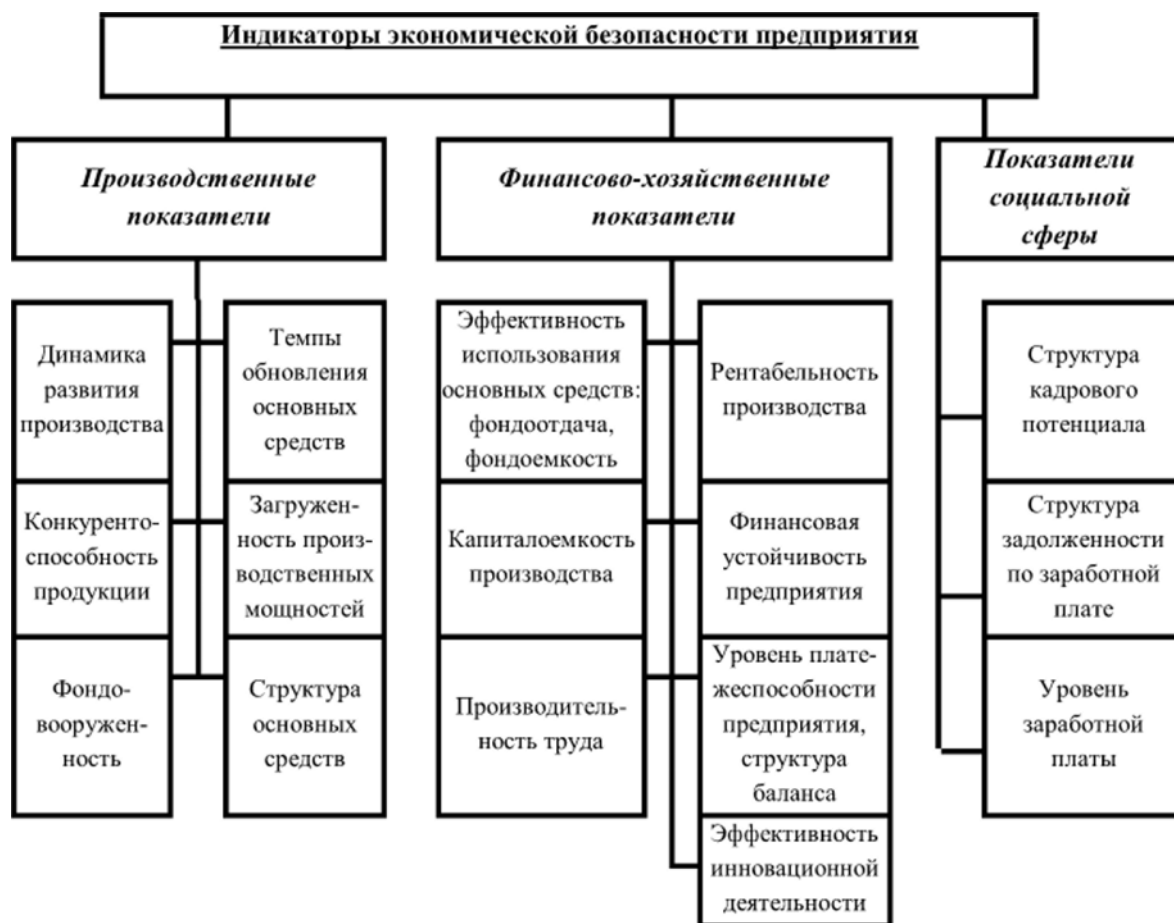 Индикаторы экономической безопасности предприятия
Производственные
показатели
Финансово-хозяйственные
показатели
Показатели
социальной
сферы
Динамика
развития
производства
Темпы
обновления
основных
средств
Конкуренто-
способность
продукции
Загружен-
ность произ-
водственных
мощностей
Фондо-
вооружен-
ность
Структура
основных
средств
Эффективность
использования
основных средств:
фондоотдача,
фондоемкость
Рентабельность
производства
Капиталоемкость
производства
Финансовая
устойчивость
предприятия
Производитель-
ность труда
Уровень плате-
жеспособности
предприятия,
структура
баланса
Эффективность
инновационной
деятельности
Структура
кадрового
потенциала
Структура
задолженности
по заработной
плате
Уровень
заработной
платы